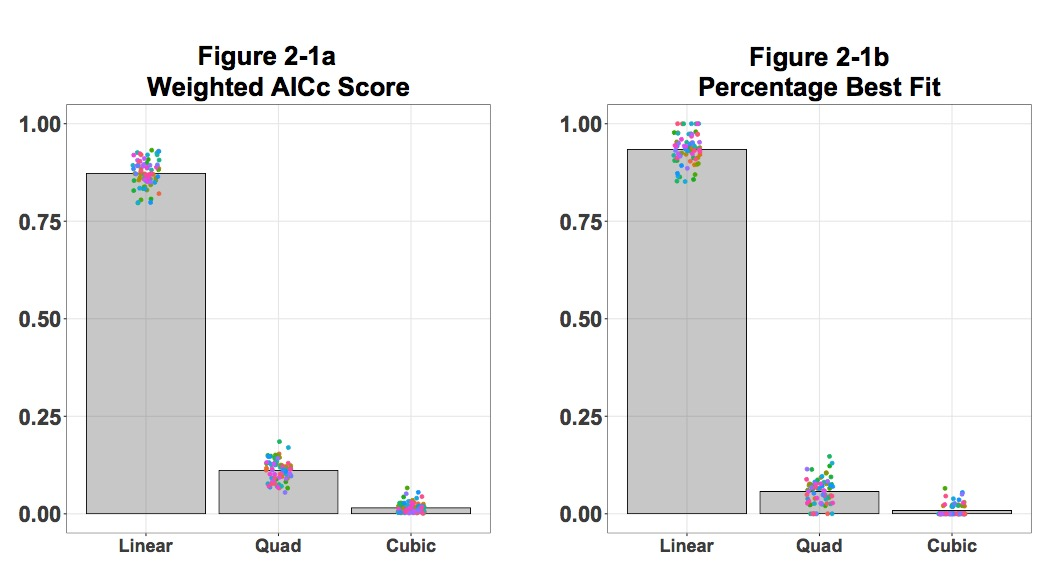 Figure 2-1a
Weighted AICc Score
1.00
0.75
0.50
0.25
0.00
Linear Quad Cubic
Figure 2-1b
Percentage Best Fit
1.00
0.75
0.50
0.25
0.00
Linear Quad Cubic